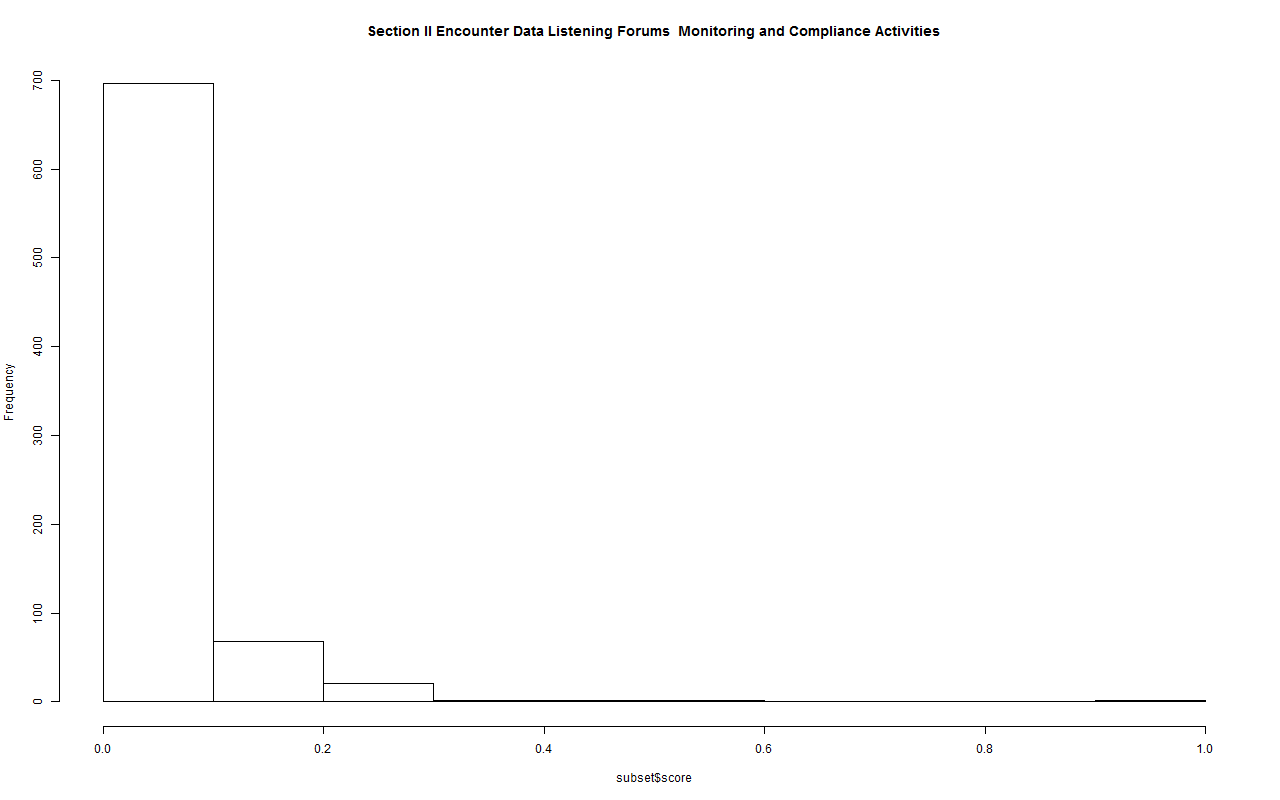 Section II Encounter Data Listening Forums  Monitoring and Compliance Activities
700
600
500
400
300
200
100
0
Frequency
0.0 0.2 0.4 0.6 0.8 1.0
subset$score